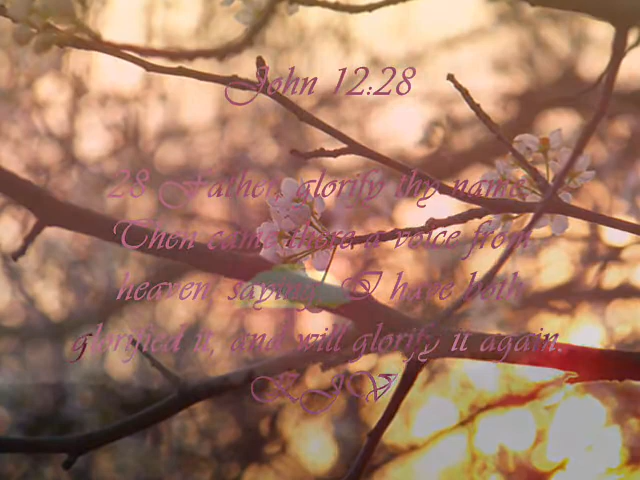 John 12:28
28 Father, glorify thy name.
Then came there a voice from
heaven, saying, I have both
glorified it, and will glorify it again.
KJV